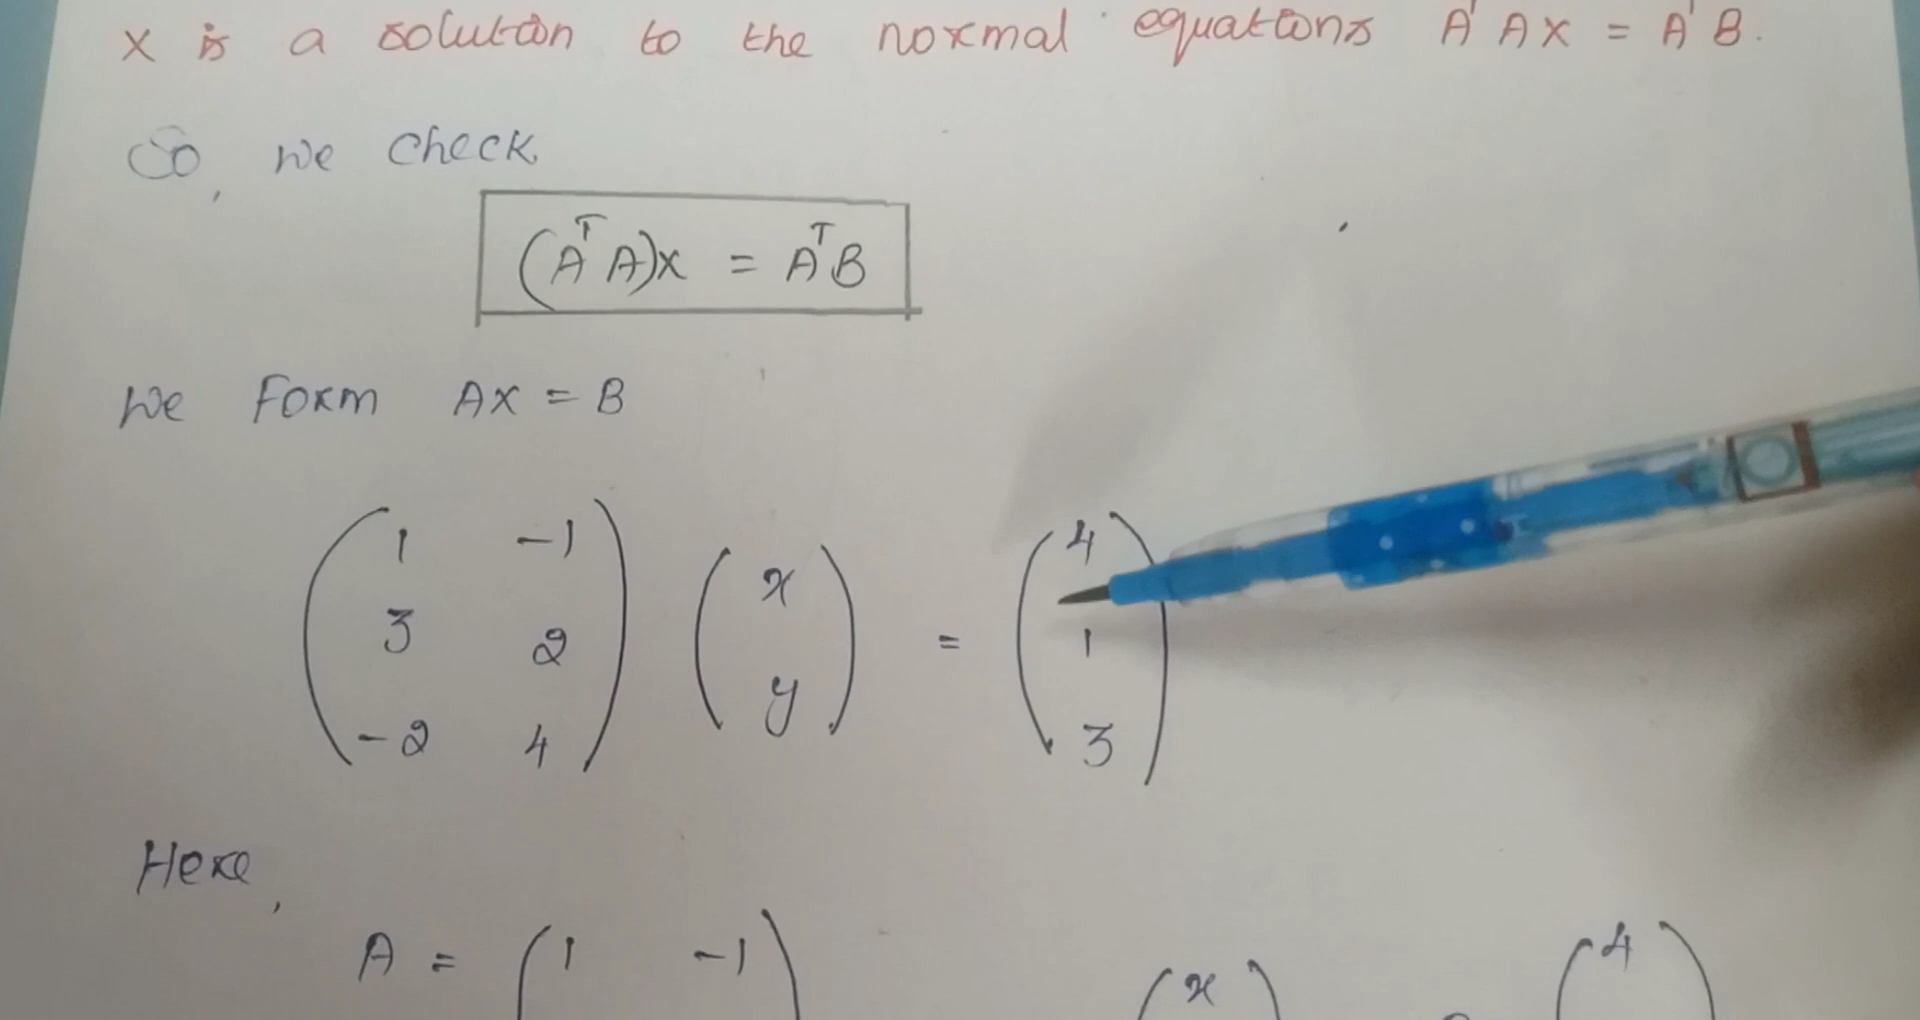 X is a solution to the normal equations AᵀAX = AᵀB.
So, we check
(AᵀA)X = AᵀB
We Form AX = B
( 1 -1 ) ( x ) = ( 4 )
( 3 2 ) ( y ) ( 1 )
( -2 4 ) ( 3 )
Here,
A = ( 1 -1 ) ( x ) ( 4 )